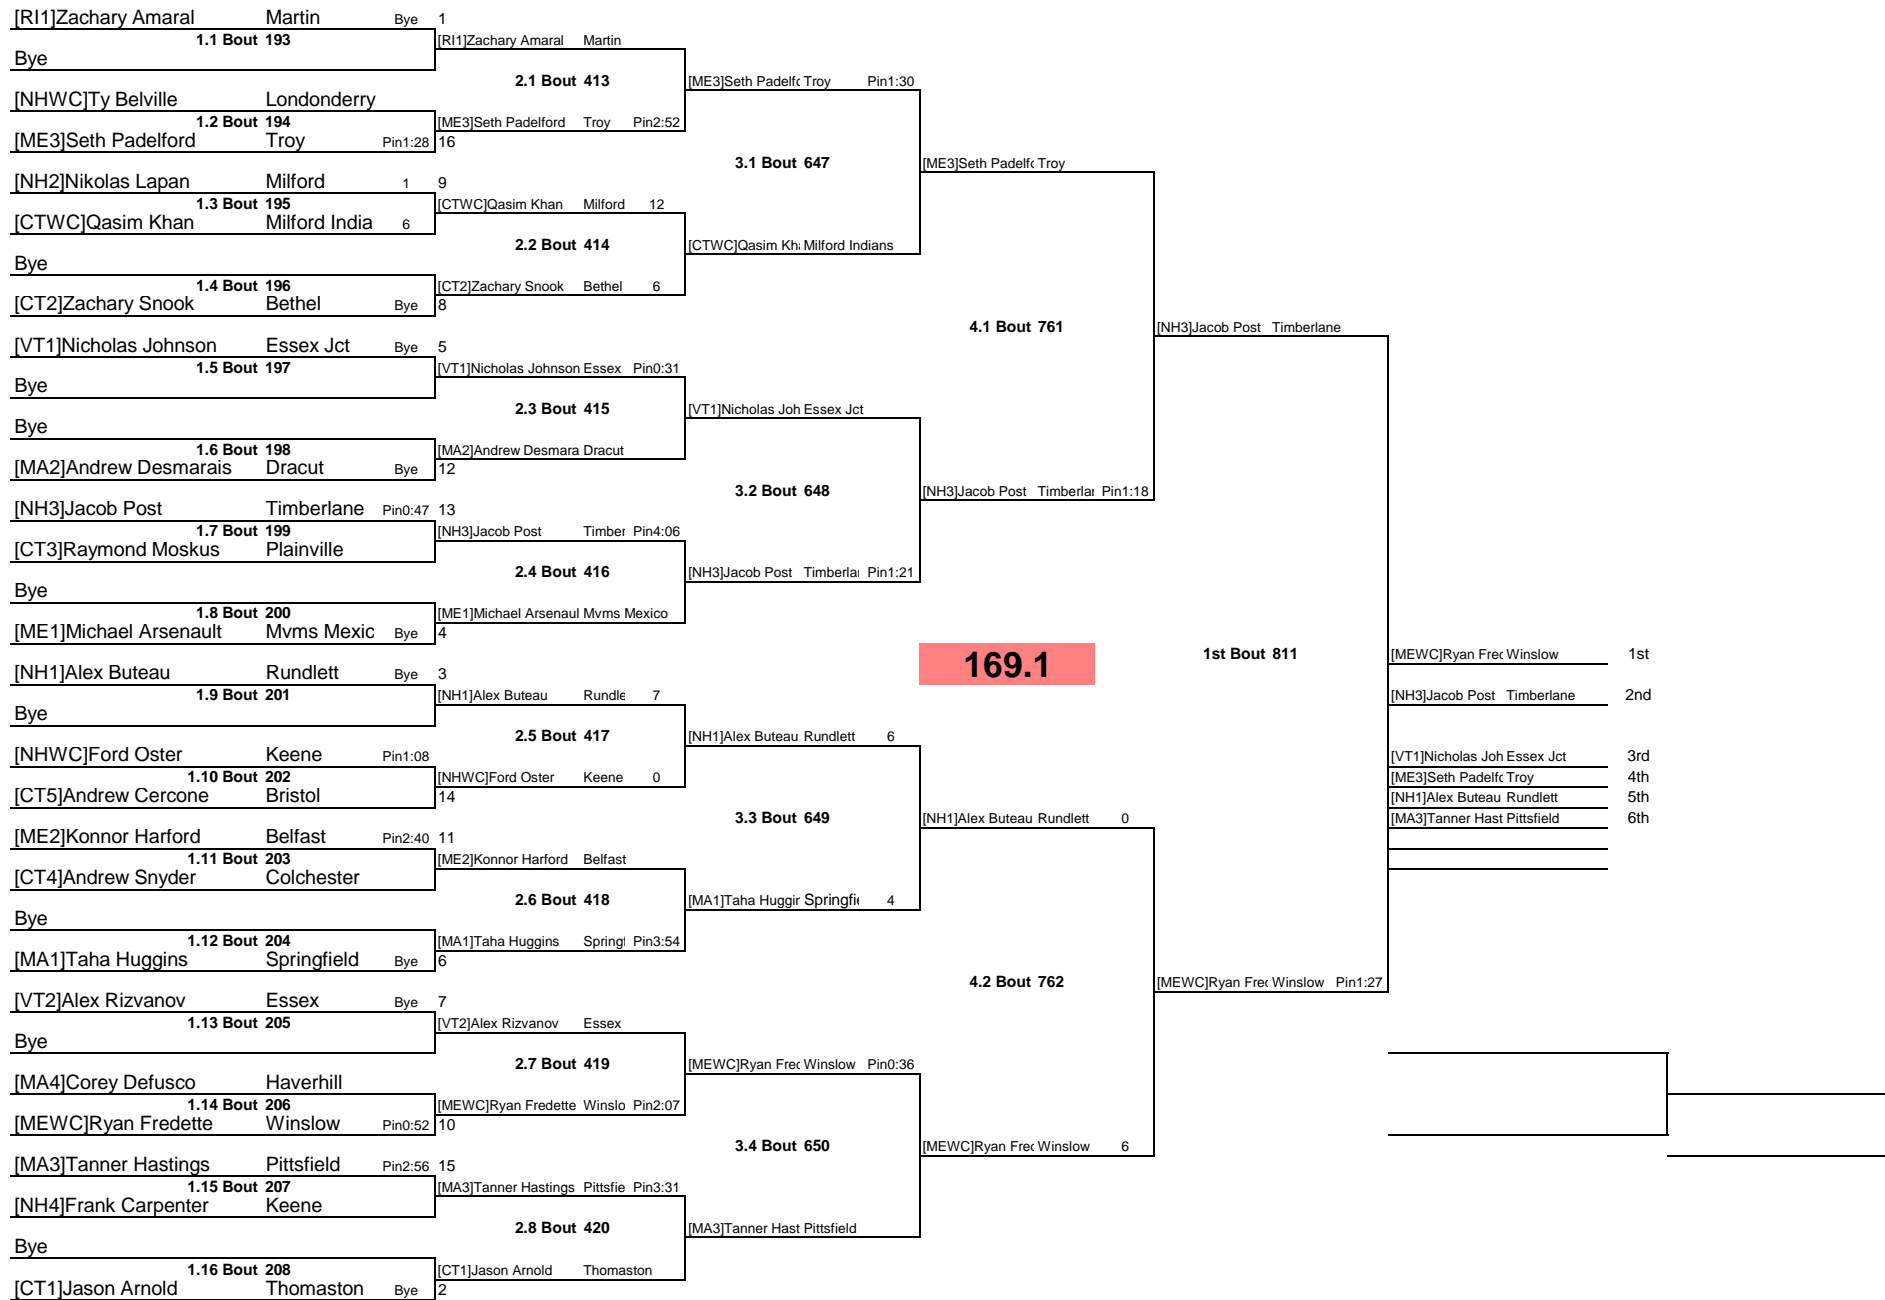 [RI1]Zachary Amaral Martin Bye 1
1.1 Bout 193
Bye
[NHWC]Ty Belville Londonderry
1.2 Bout 194
[ME3]Seth Padelford Troy Pin1:28 16
[NH2]Nikolas Lapan Milford 1 9
1.3 Bout 195
[CTWC]Qasim Khan Milford India 6
Bye
1.4 Bout 196
[CT2]Zachary Snook Bethel Bye 8
[VT1]Nicholas Johnson Essex Jct Bye 5
1.5 Bout 197
Bye
Bye
1.6 Bout 198
[MA2]Andrew Desmarais Dracut Bye 12
[NH3]Jacob Post Timberlane Pin0:47 13
1.7 Bout 199
[CT3]Raymond Moskus Plainville
Bye
1.8 Bout 200
[ME1]Michael Arsenault Mvms Mexic Bye 4
[NH1]Alex Buteau Rundlett Bye 3
1.9 Bout 201
Bye
[NHWC]Ford Oster Keene Pin1:08
1.10 Bout 202
[CT5]Andrew Cercone Bristol 14
[ME2]Konnor Harford Belfast Pin2:40 11
1.11 Bout 203
[CT4]Andrew Snyder Colchester
Bye
1.12 Bout 204
[MA1]Taha Huggins Springfield Bye 6
[VT2]Alex Rizvanov Essex Bye 7
1.13 Bout 205
Bye
[MA4]Corey Defusco Haverhill
1.14 Bout 206
[MEWC]Ryan Fredette Winslow Pin0:52 10
[MA3]Tanner Hastings Pittsfield Pin2:56 15
1.15 Bout 207
[NH4]Frank Carpenter Keene
Bye
1.16 Bout 208
[CT1]Jason Arnold Thomaston Bye 2
[RI1]Zachary Amaral Martin
2.1 Bout 413
[ME3]Seth Padelford Troy Pin2:52
[CTWC]Qasim Khan Milford 12
2.2 Bout 414
[CT2]Zachary Snook Bethel 6
[VT1]Nicholas Johnson Essex Pin0:31
2.3 Bout 415
[MA2]Andrew Desmara Dracut
[NH3]Jacob Post Timber Pin4:06
2.4 Bout 416
[ME1]Michael Arsenaul Mvms Mexico
[NH1]Alex Buteau Rundle 7
2.5 Bout 417
[NHWC]Ford Oster Keene 0
[ME2]Konnor Harford Belfast
2.6 Bout 418
[MA1]Taha Huggins Spring Pin3:54
[VT2]Alex Rizvanov Essex
2.7 Bout 419
[MEWC]Ryan Fredette Winslo Pin2:07
[MA3]Tanner Hastings Pittsfie Pin3:31
2.8 Bout 420
[CT1]Jason Arnold Thomaston
[ME3]Seth Padelf Troy Pin1:30
3.1 Bout 647
[CTWC]Qasim Kh Milford Indians
[VT1]Nicholas Joh Essex Jct
3.2 Bout 648
[NH3]Jacob Post Timberla Pin1:21
[NH1]Alex Buteau Rundlett 6
3.3 Bout 649
[MA1]Taha Huggir Springfi 4
[MEWC]Ryan Fre Winslow Pin0:36
3.4 Bout 650
[MA3]Tanner Hast Pittsfield
[ME3]Seth Padelf Troy
4.1 Bout 761
[NH3]Jacob Post Timberla Pin1:18
169.1
[NH1]Alex Buteau Rundlett 0
4.2 Bout 762
[MEWC]Ryan Fre Winslow 6
[NH3]Jacob Post Timberlane
1st Bout 811
[MEWC]Ryan Fre Winslow Pin1:27
[MEWC]Ryan Fre Winslow 1st
[NH3]Jacob Post Timberlane 2nd
[VT1]Nicholas Joh Essex Jct 3rd
[ME3]Seth Padelf Troy 4th
[NH1]Alex Buteau Rundlett 5th
[MA3]Tanner Hast Pittsfield 6th